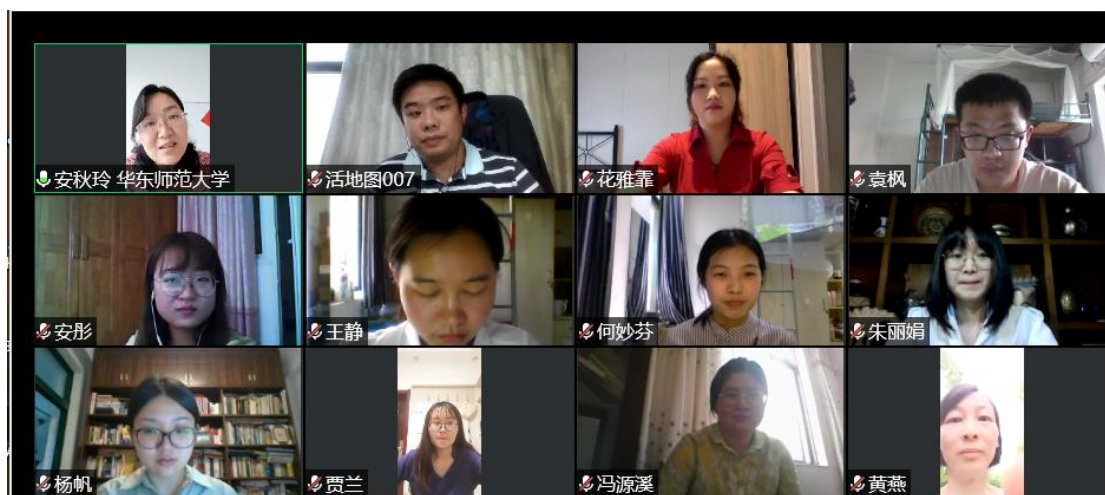 安秋玲 华东师范大学
活地图007
花雅霏
袁枫
安彤
王静
何妙芬
朱丽娟
杨帆
贾兰
冯源溪
黄燕